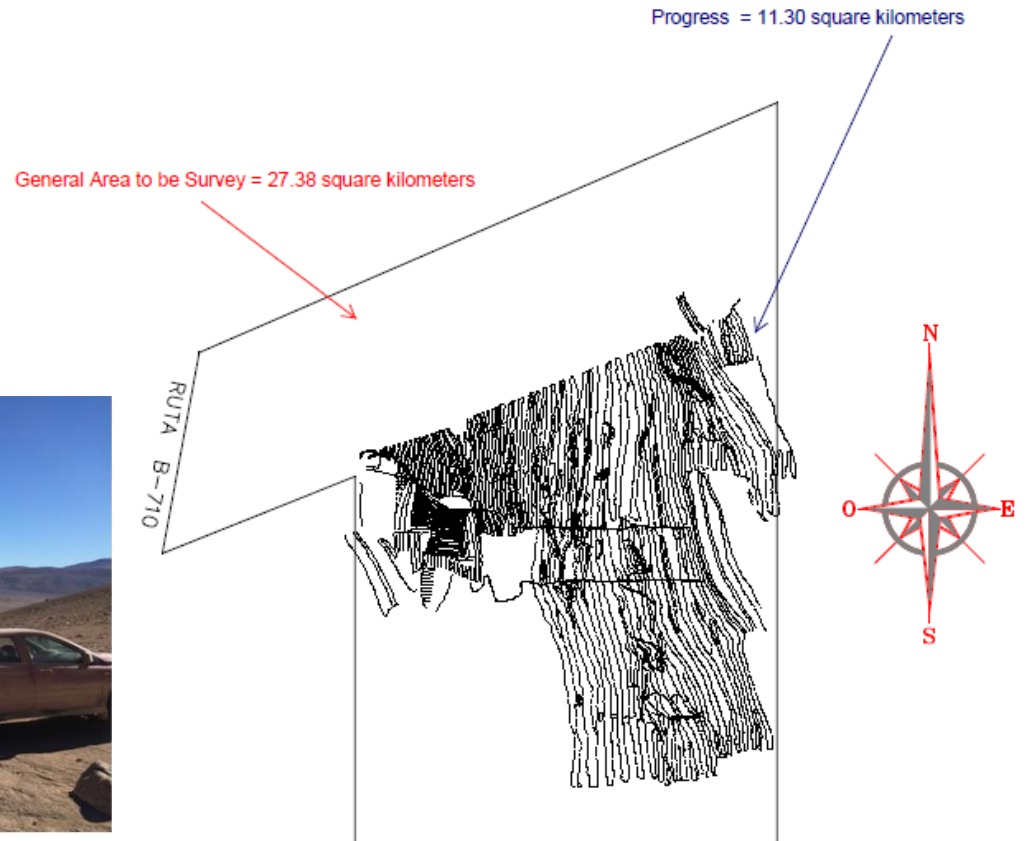 Progress = 11.30 square kilometers
General Area to be Survey = 27.38 square kilometers
RUTA B-710
N
O
E
S